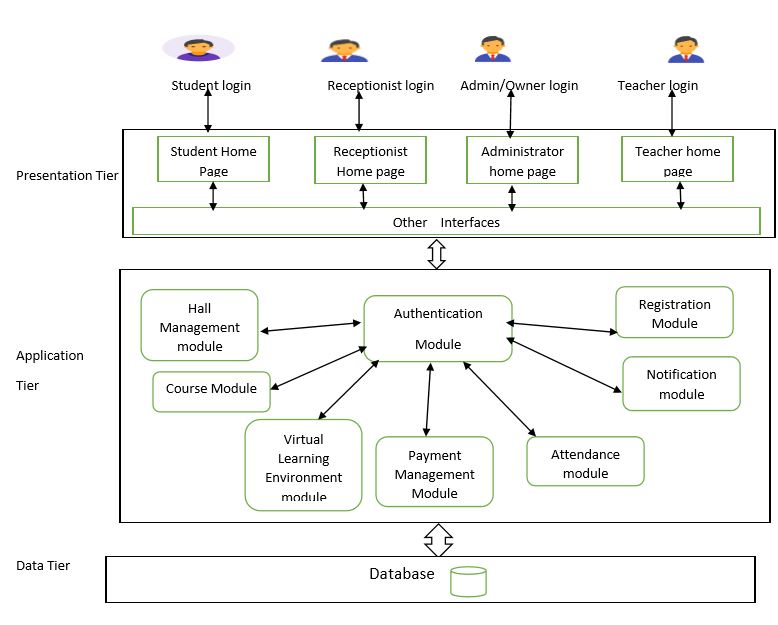 Student login
Receptionist login
Admin/Owner login
Teacher login
Presentation Tier
Student Home
Page
Receptionist
Home page
Administrator
home page
Teacher home
page
Other Interfaces
Application
Tier
Hall
Management
module
Authentication
Module
Registration
Module
Course Module
Notification
module
Virtual
Learning
Environment
module
Payment
Management
Module
Attendance
module
Data Tier
Database